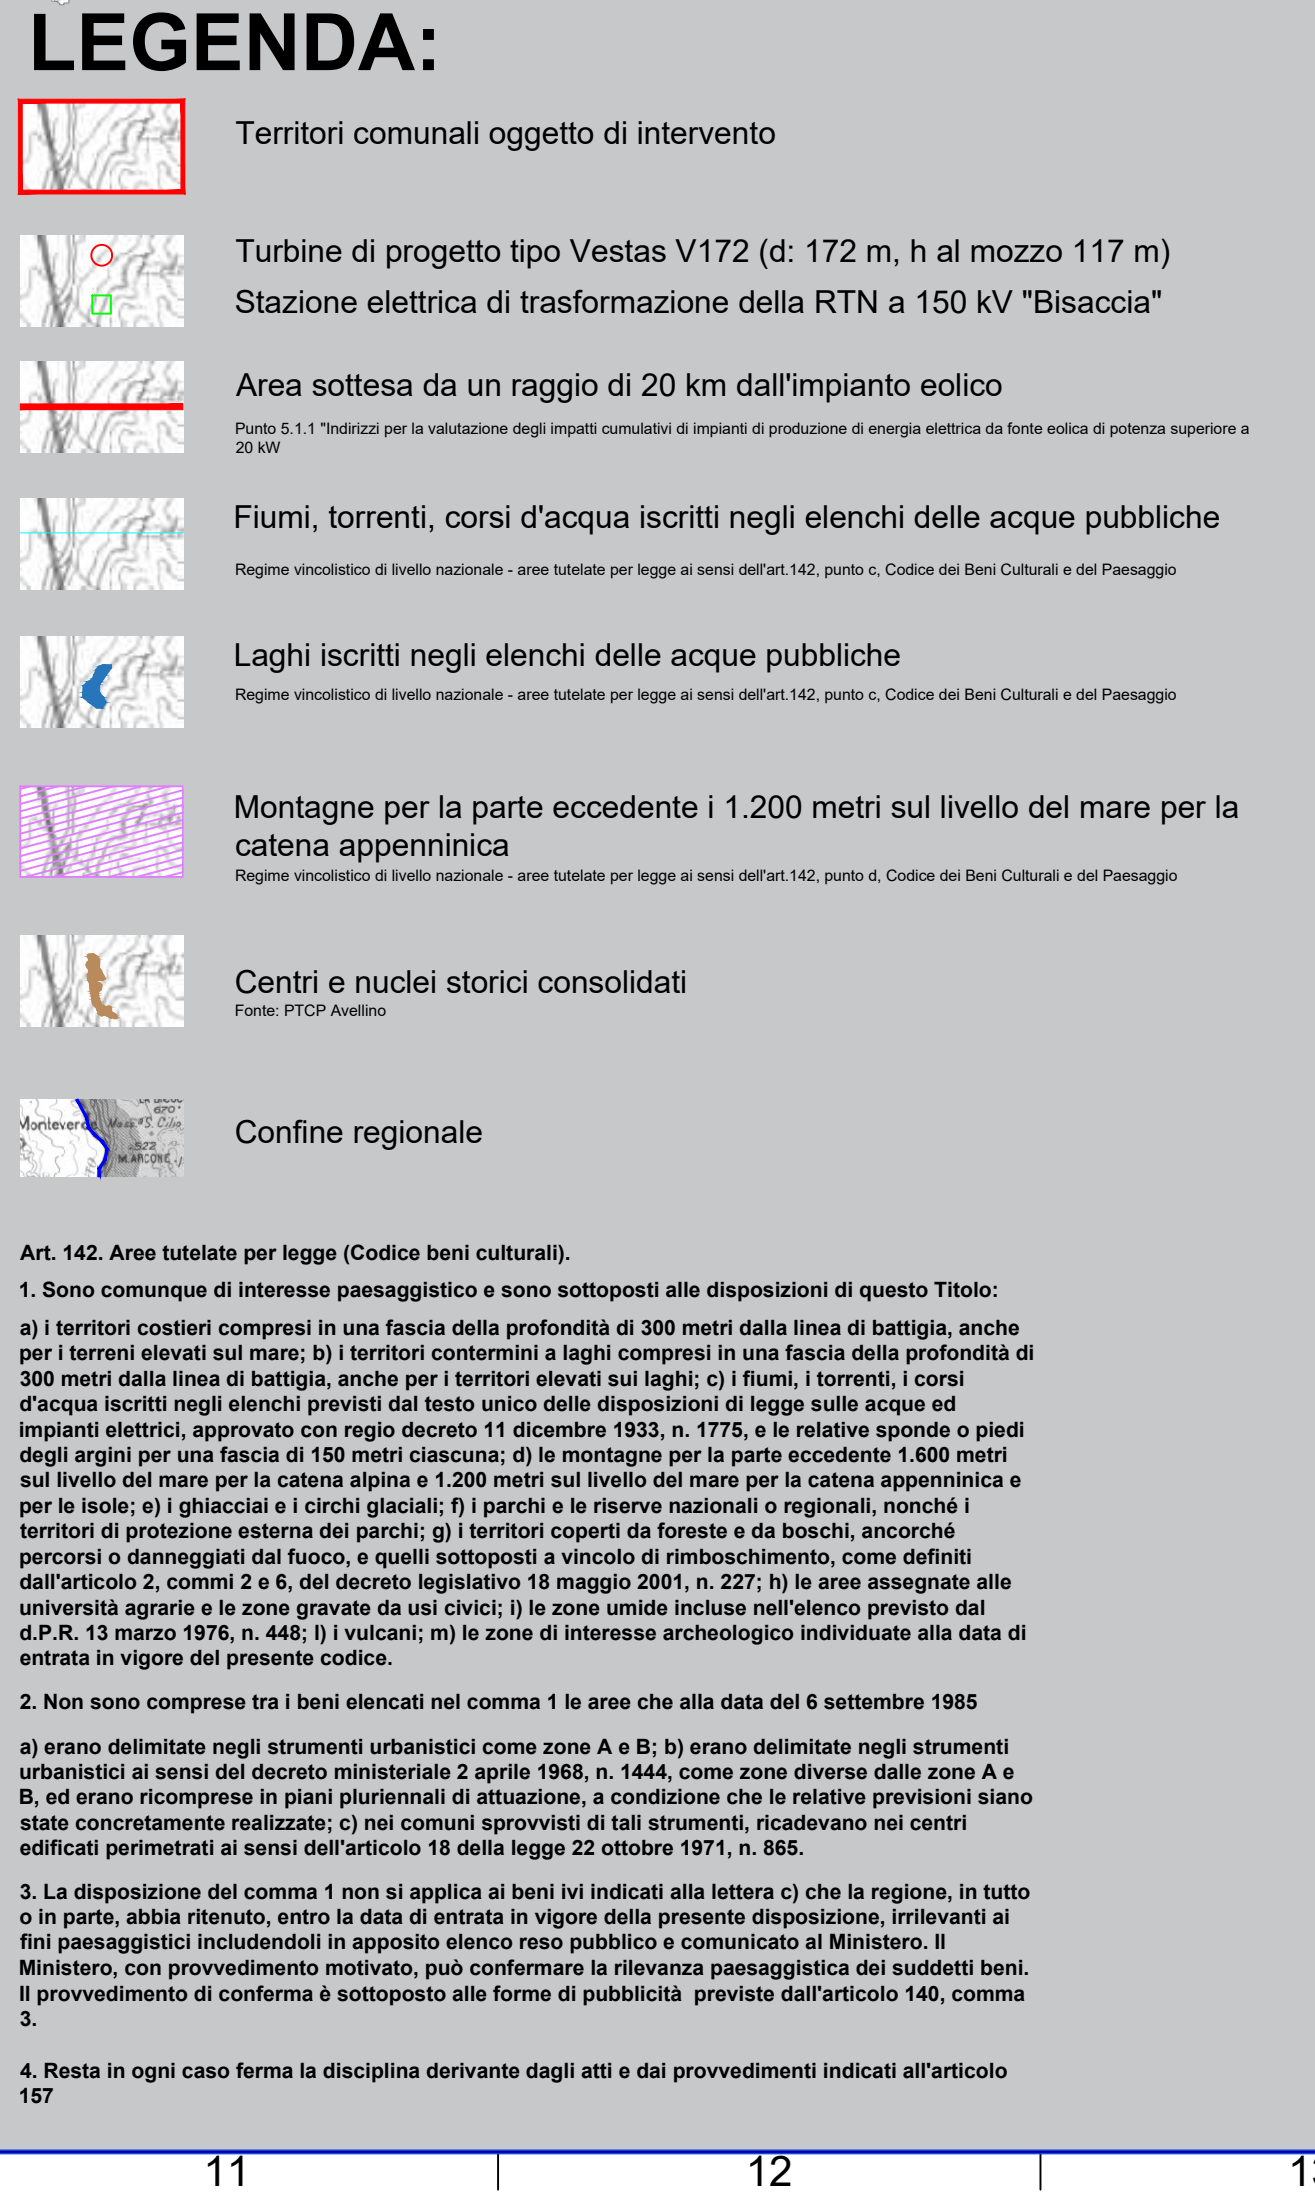 LEGENDA:
Territori comunali oggetto di intervento
Turbine di progetto tipo Vestas V172 (d: 172 m, h al mozzo 117 m)
Stazione elettrica di trasformazione della RTN a 150 kV "Bisaccia"
Area sottesa da un raggio di 20 km dall'impianto eolico
Punto 5.1.1 "Indirizzi per la valutazione degli impatti cumulativi di impianti di produzione di energia elettrica da fonte eolica di potenza superiore a
20 kW
Fiumi, torrenti, corsi d'acqua iscritti negli elenchi delle acque pubbliche
Regime vincolistico di livello nazionale - aree tutelate per legge ai sensi dell'art.142, punto c, Codice dei Beni Culturali e del Paesaggio
Laghi iscritti negli elenchi delle acque pubbliche
Regime vincolistico di livello nazionale - aree tutelate per legge ai sensi dell'art.142, punto c, Codice dei Beni Culturali e del Paesaggio
Montagne per la parte eccedente i 1.200 metri sul livello del mare per la
catena appenninica
Regime vincolistico di livello nazionale - aree tutelate per legge ai sensi dell'art.142, punto d, Codice dei Beni Culturali e del Paesaggio
Centri e nuclei storici consolidati
Fonte: PTCP Avellino
670
Monteverde Mass.a S. Cilio
522
M. ARCONE
Confine regionale
Art. 142. Aree tutelate per legge (Codice beni culturali).
1. Sono comunque di interesse paesaggistico e sono sottoposti alle disposizioni di questo Titolo:
a) i territori costieri compresi in una fascia della profondità di 300 metri dalla linea di battigia, anche
per i terreni elevati sul mare; b) i territori contermini a laghi compresi in una fascia della profondità di
300 metri dalla linea di battigia, anche per i territori elevati sui laghi; c) i fiumi, i torrenti, i corsi
d'acqua iscritti negli elenchi previsti dal testo unico delle disposizioni di legge sulle acque ed
impianti elettrici, approvato con regio decreto 11 dicembre 1933, n. 1775, e le relative sponde o piedi
degli argini per una fascia di 150 metri ciascuna; d) le montagne per la parte eccedente 1.600 metri
sul livello del mare per la catena alpina e 1.200 metri sul livello del mare per la catena appenninica e
per le isole; e) i ghiacciai e i circhi glaciali; f) i parchi e le riserve nazionali o regionali, nonché i
territori di protezione esterna dei parchi; g) i territori coperti da foreste e da boschi, ancorché
percorsi o danneggiati dal fuoco, e quelli sottoposti a vincolo di rimboschimento, come definiti
dall'articolo 2, commi 2 e 6, del decreto legislativo 18 maggio 2001, n. 227; h) le aree assegnate alle
università agrarie e le zone gravate da usi civici; i) le zone umide incluse nell'elenco previsto dal
d.P.R. 13 marzo 1976, n. 448; l) i vulcani; m) le zone di interesse archeologico individuate alla data di
entrata in vigore del presente codice.
2. Non sono comprese tra i beni elencati nel comma 1 le aree che alla data del 6 settembre 1985
a) erano delimitate negli strumenti urbanistici come zone A e B; b) erano delimitate negli strumenti
urbanistici ai sensi del decreto ministeriale 2 aprile 1968, n. 1444, come zone diverse dalle zone A e
B, ed erano ricomprese in piani pluriennali di attuazione, a condizione che le relative previsioni siano
state concretamente realizzate; c) nei comuni sprovvisti di tali strumenti, ricadevano nei centri
edificati perimetrati ai sensi dell'articolo 18 della legge 22 ottobre 1971, n. 865.
3. La disposizione del comma 1 non si applica ai beni ivi indicati alla lettera c) che la regione, in tutto
o in parte, abbia ritenuto, entro la data di entrata in vigore della presente disposizione, irrilevanti ai
fini paesaggistici includendoli in apposito elenco reso pubblico e comunicato al Ministero. Il
Ministero, con provvedimento motivato, può confermare la rilevanza paesaggistica dei suddetti beni.
Il provvedimento di conferma è sottoposto alle forme di pubblicità  previste dall'articolo 140, comma
3.
4. Resta in ogni caso ferma la disciplina derivante dagli atti e dai provvedimenti indicati all'articolo
157
11 12